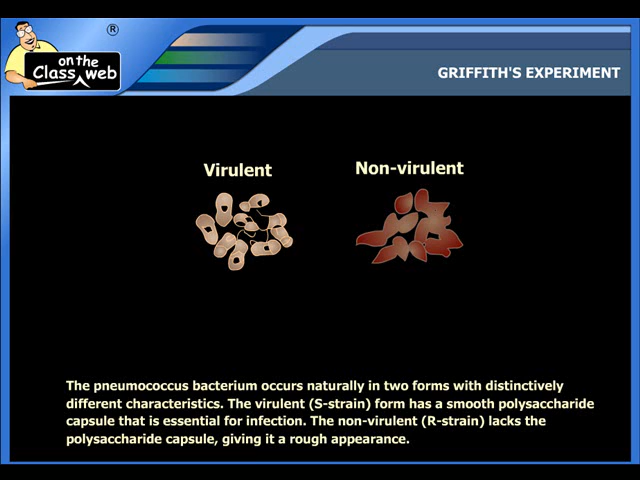 ®
on the
Class web
GRIFFITH'S EXPERIMENT
Virulent
Non-virulent
The pneumococcus bacterium occurs naturally in two forms with distinctively
different characteristics. The virulent (S-strain) form has a smooth polysaccharide
capsule that is essential for infection. The non-virulent (R-strain) lacks the
polysaccharide capsule, giving it a rough appearance.